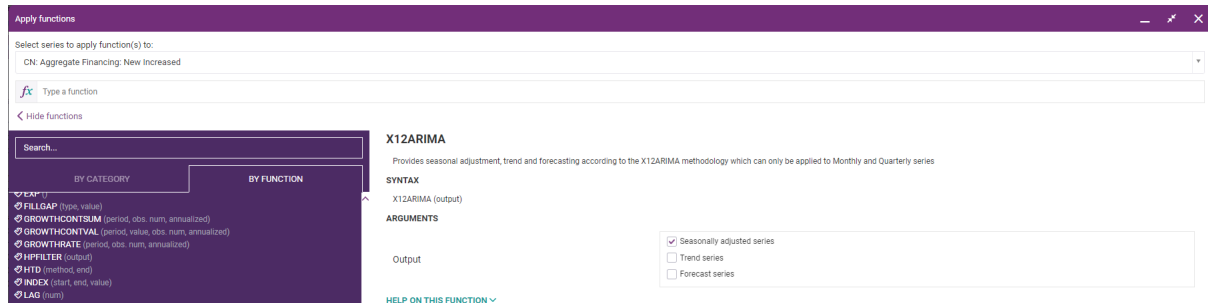 Apply functions
Select series to apply function(s) to:
CN: Aggregate Financing: New Increased
fx Type a function
Hide functions
Search...
BY CATEGORY BY FUNCTION
EXP ()
FILLGAP (type, value)
GROWTHCONTSUM (period, obs. num, annualized)
GROWTHCONTVAL (period, value, obs. num, annualized)
GROWTHRATE (period, obs. num, annualized)
HPFILTER (output)
HTD (method, end)
INDEX (start, end, value)
LAG (num)
X12ARIMA
Provides seasonal adjustment, trend and forecasting according to the X12ARIMA methodology which can only be applied to Monthly and Quarterly series
SYNTAX
X12ARIMA (output)
ARGUMENTS
Output
Seasonally adjusted series
Trend series
Forecast series
HELP ON THIS FUNCTION